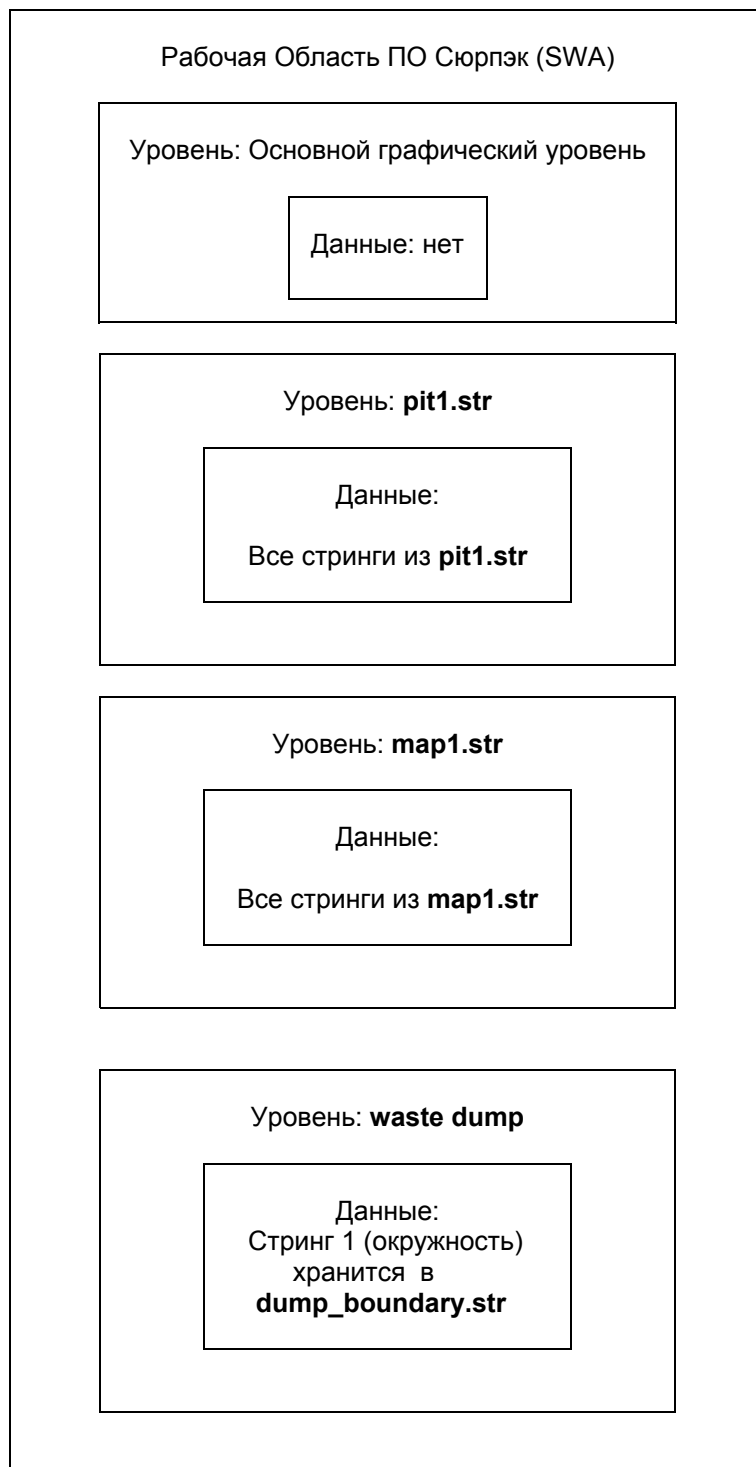 Рабочая Область ПО Сюрпэк (SWA)
Уровень: Основной графический уровень
Данные: нет
Уровень: pit1.str
Данные:
Все стринги из pit1.str
Уровень: map1.str
Данные:
Все стринги из map1.str
Уровень: waste dump
Данные:
Стринг 1 (окружность)
хранится в
dump_boundary.str